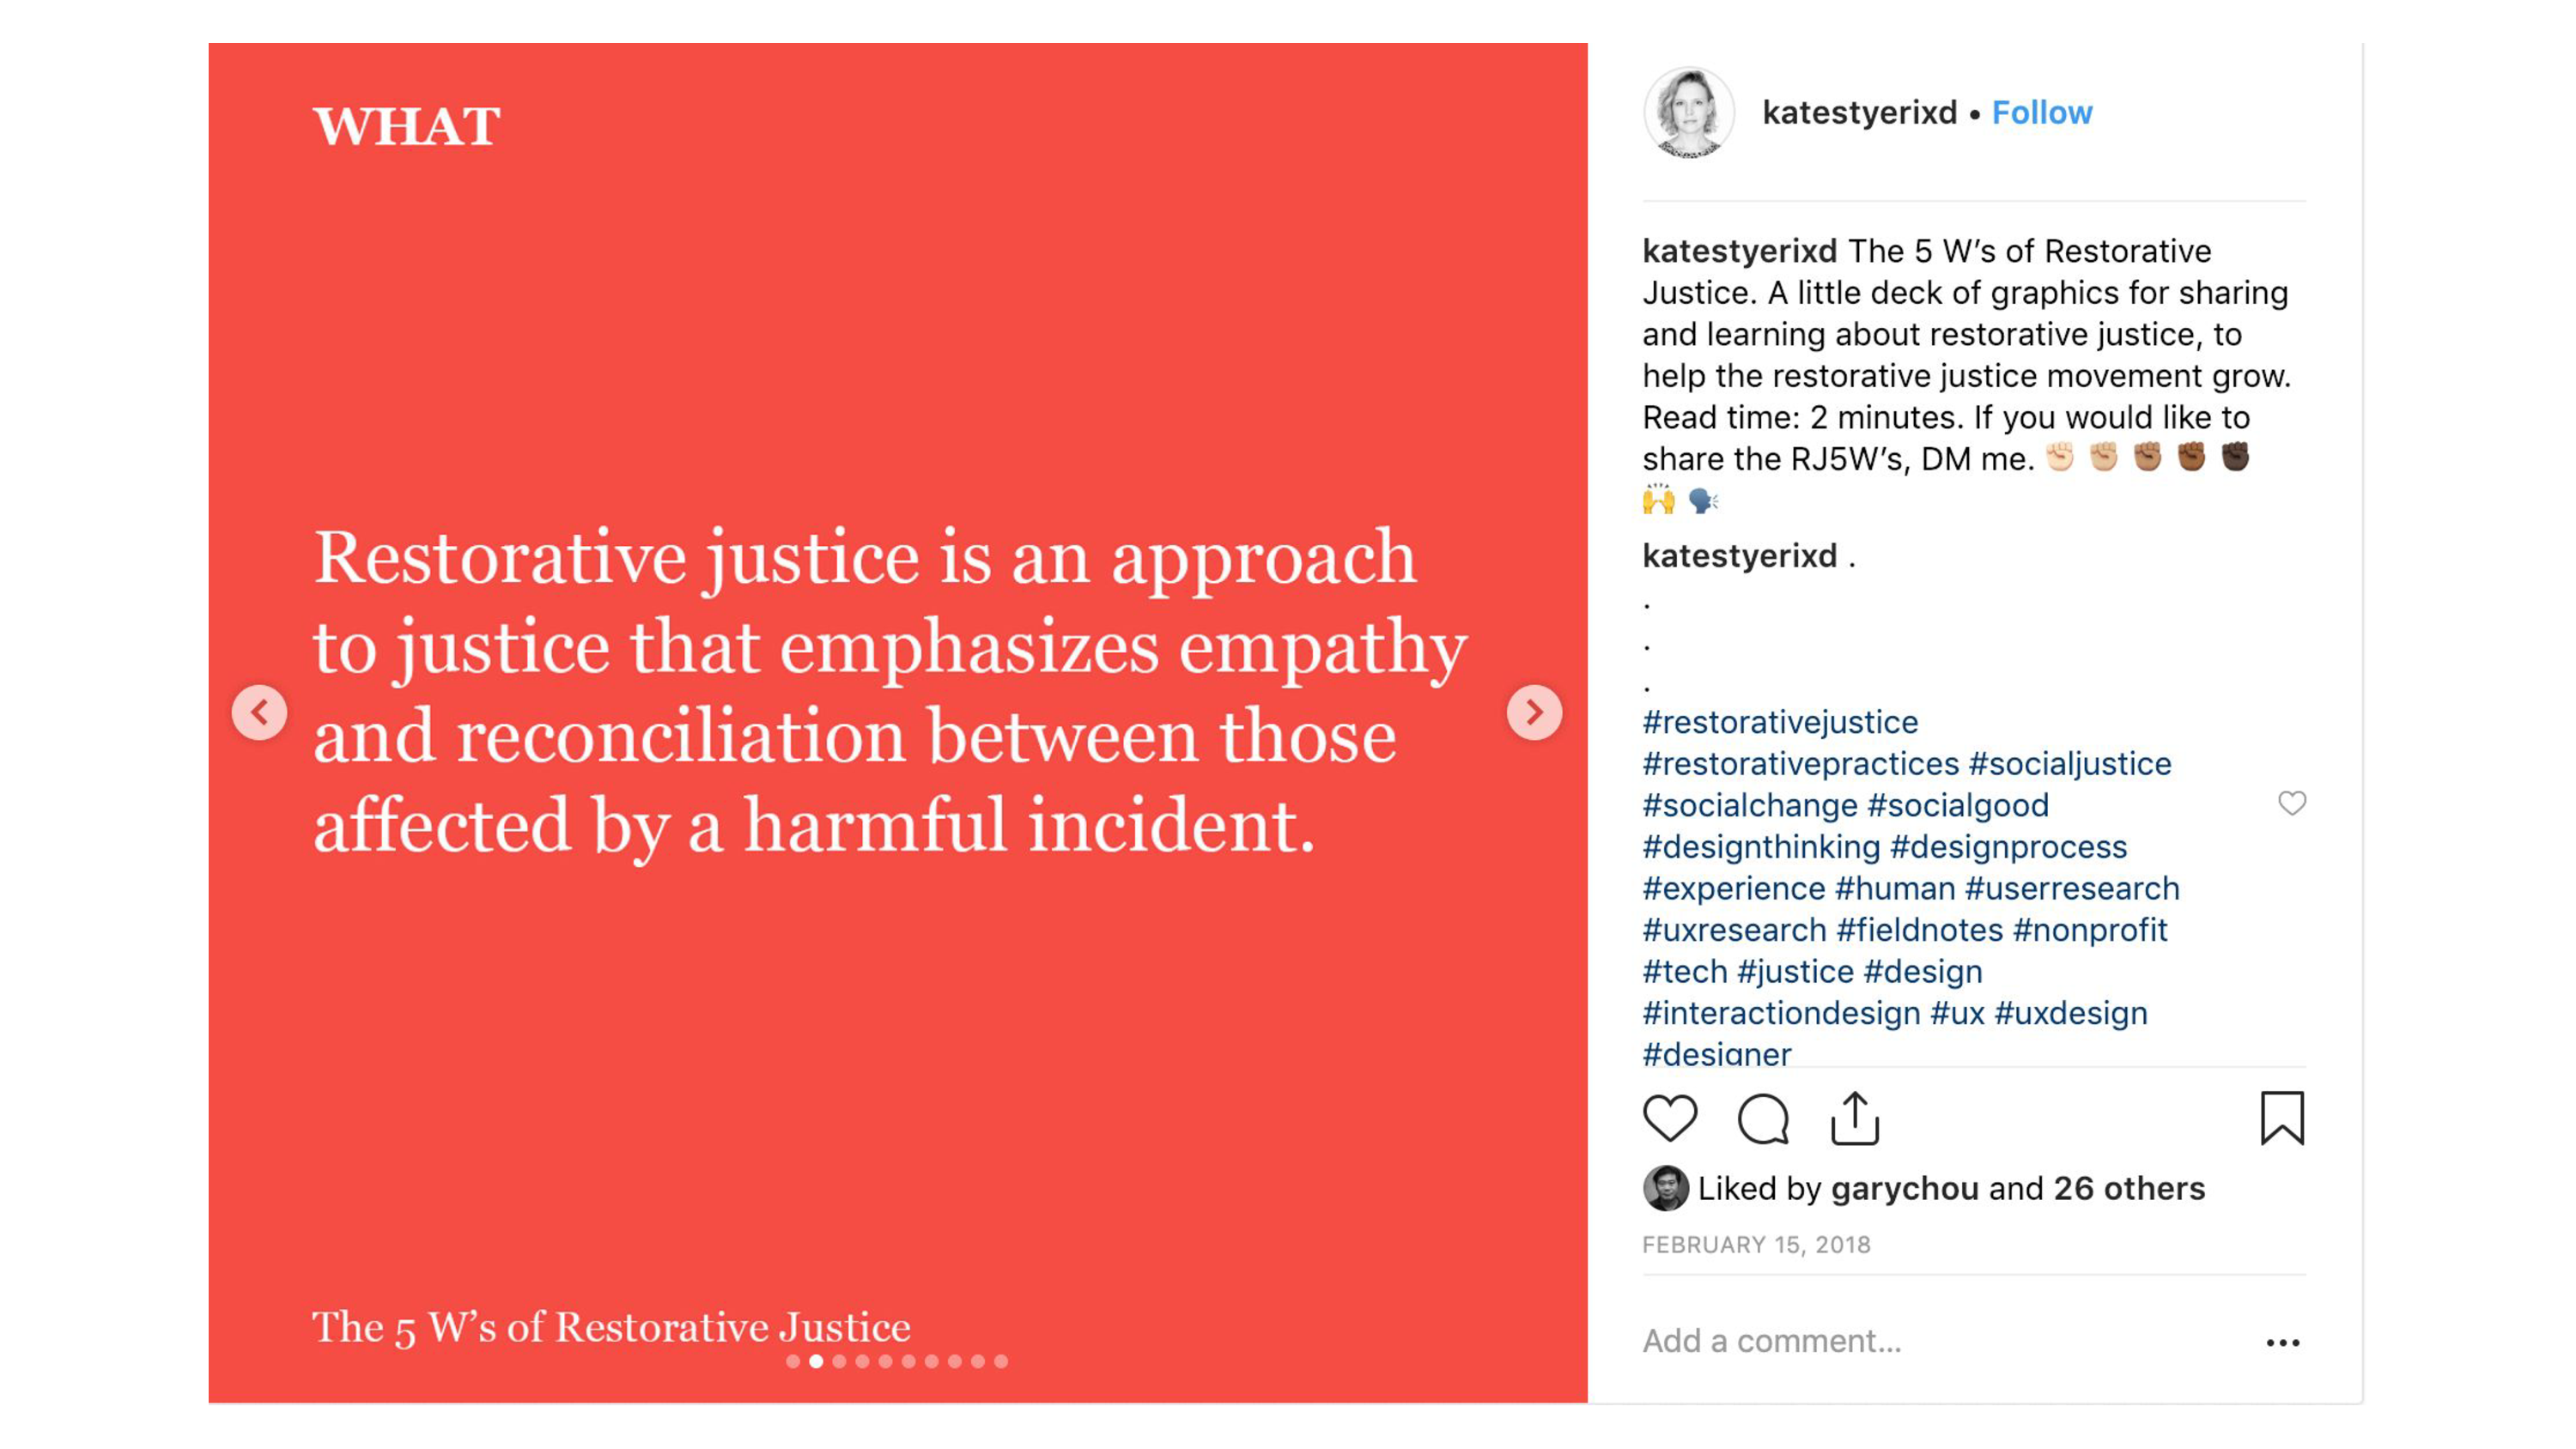 WHAT
Restorative justice is an approach
to justice that emphasizes empathy
and reconciliation between those
affected by a harmful incident.
The 5 W’s of Restorative Justice
katestyerixd • Follow
katestyerixd The 5 W’s of Restorative
Justice. A little deck of graphics for sharing
and learning about restorative justice, to
help the restorative justice movement grow.
Read time: 2 minutes. If you would like to
share the RJ5W’s, DM me. ✊🏻 ✊🏼 ✊🏽 ✊🏾 ✊🏿
🙌 🗣
katestyerixd .
.
.
.
#restorativejustice
#restorativepractices #socialjustice
#socialchange #socialgood
#designthinking #designprocess
#experience #human #userresearch
#uxresearch #fieldnotes #nonprofit
#tech #justice #design
#interactiondesign #ux #uxdesign
#designer
Liked by garychou and 26 others
FEBRUARY 15, 2018
Add a comment...